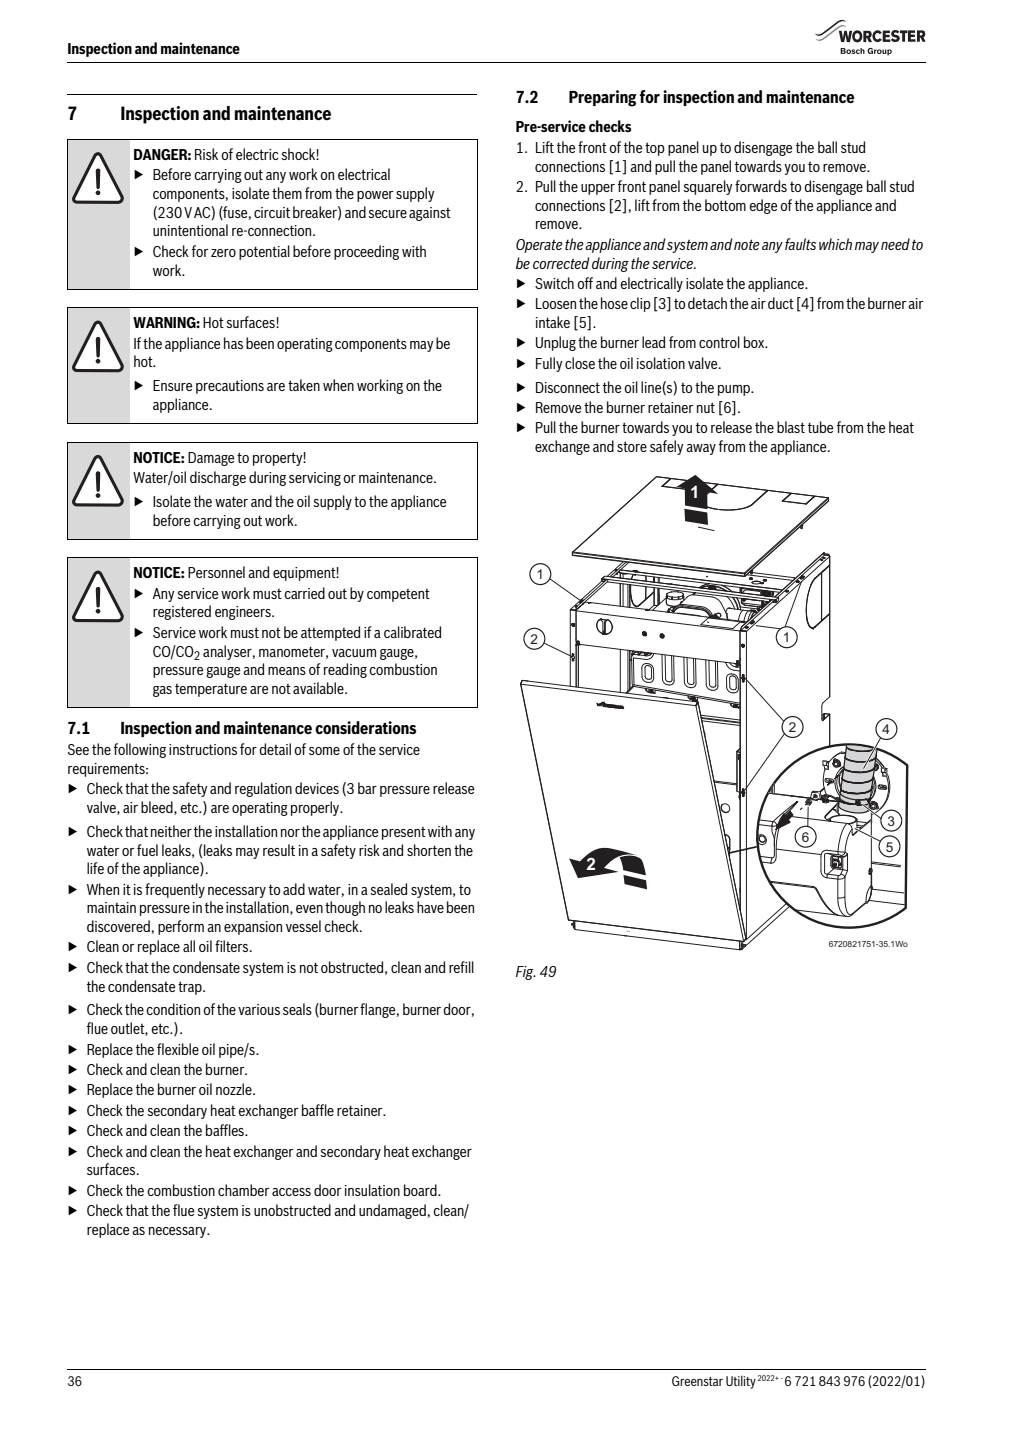 Inspection and maintenance
WORCESTER
Bosch Group
7 Inspection and maintenance
DANGER: Risk of electric shock!
▶ Before carrying out any work on electrical
components, isolate them from the power supply
(230 V AC) (fuse, circuit breaker) and secure against
unintentional re-connection.
▶ Check for zero potential before proceeding with
work.
WARNING: Hot surfaces!
If the appliance has been operating components may be
hot.
▶ Ensure precautions are taken when working on the
appliance.
NOTICE: Damage to property!
Water/oil discharge during servicing or maintenance.
▶ Isolate the water and the oil supply to the appliance
before carrying out work.
NOTICE: Personnel and equipment!
▶ Any service work must carried out by competent
registered engineers.
▶ Service work must not be attempted if a calibrated
CO/CO2 analyser, manometer, vacuum gauge,
pressure gauge and means of reading combustion
gas temperature are not available.
7.1 Inspection and maintenance considerations
See the following instructions for detail of some of the service
requirements:
▶ Check that the safety and regulation devices (3 bar pressure release
valve, air bleed, etc.) are operating properly.
▶ Check that neither the installation nor the appliance present with any
water or fuel leaks, (leaks may result in a safety risk and shorten the
life of the appliance).
▶ When it is frequently necessary to add water, in a sealed system, to
maintain pressure in the installation, even though no leaks have been
discovered, perform an expansion vessel check.
▶ Clean or replace all oil filters.
▶ Check that the condensate system is not obstructed, clean and refill
the condensate trap.
▶ Check the condition of the various seals (burner flange, burner door,
flue outlet, etc.).
▶ Replace the flexible oil pipe/s.
▶ Check and clean the burner.
▶ Replace the burner oil nozzle.
▶ Check the secondary heat exchanger baffle retainer.
▶ Check and clean the baffles.
▶ Check and clean the heat exchanger and secondary heat exchanger
surfaces.
▶ Check the combustion chamber access door insulation board.
▶ Check that the flue system is unobstructed and undamaged, clean/
replace as necessary.
7.2 Preparing for inspection and maintenance
Pre-service checks
1. Lift the front of the top panel up to disengage the ball stud
connections [1] and pull the panel towards you to remove.
2. Pull the upper front panel squarely forwards to disengage ball stud
connections [2], lift from the bottom edge of the appliance and
remove.
Operate the appliance and system and note any faults which may need to
be corrected during the service.
▶ Switch off and electrically isolate the appliance.
▶ Loosen the hose clip [3] to detach the air duct [4] from the burner air
intake [5].
▶ Unplug the burner lead from control box.
▶ Fully close the oil isolation valve.
▶ Disconnect the oil line(s) to the pump.
▶ Remove the burner retainer nut [6].
▶ Pull the burner towards you to release the blast tube from the heat
exchange and store safely away from the appliance.
1
1
2
1
2
4
3
6
5
2
6720821751-35.1Wo
Fig. 49
36
Greenstar Utility 2022+ - 6 721 843 976 (2022/01)